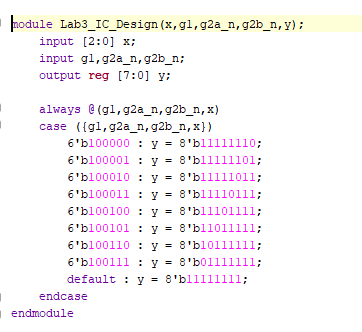 module Lab3_IC_Design(x,g1,g2a_n,g2b_n,y);
input [2:0] x;
input g1,g2a_n,g2b_n;
output reg [7:0] y;
always @(g1,g2a_n,g2b_n,x)
case ({g1,g2a_n,g2b_n,x})
6'b100000 : y = 8'b11111110;
6'b100001 : y = 8'b11111101;
6'b100010 : y = 8'b11111011;
6'b100011 : y = 8'b11110111;
6'b100100 : y = 8'b11101111;
6'b100101 : y = 8'b11011111;
6'b100110 : y = 8'b10111111;
6'b100111 : y = 8'b01111111;
default : y = 8'b11111111;
endcase
endmodule